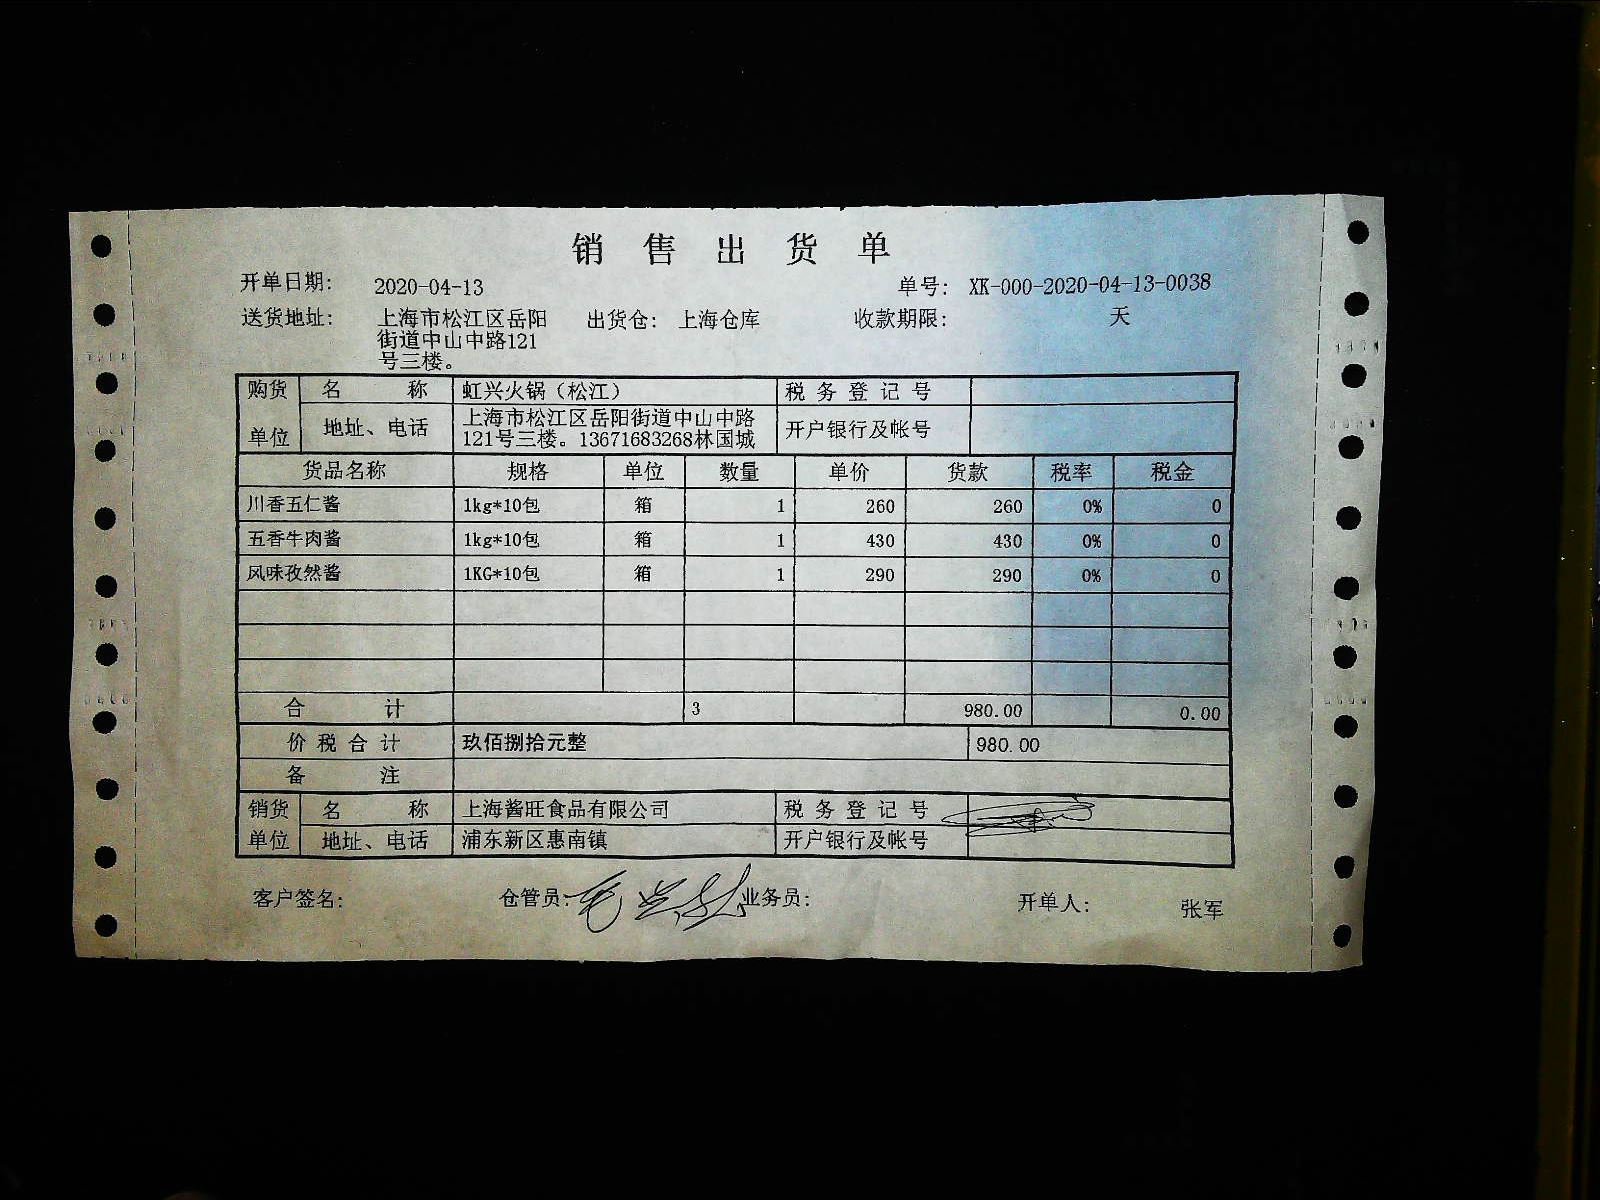 销 售 出 货 单
开单日期: 2020-04-13 单号: XK-000-2020-04-13-0038
送货地址: 上海市松江区岳阳 出货仓: 上海仓库 收款期限: 天
街道中山中路121
号三楼。
购货 名 称 虹兴火锅（松江） 税 务 登 记 号
单位 地址、电话 上海市松江区岳阳街道中山中路 开户银行及帐号
121号三楼。13671683268林国城
货品名称 规格 单位 数量 单价 货款 税率 税金
川香五仁酱 1kg*10包 箱 1 260 260 0% 0
五香牛肉酱 1kg*10包 箱 1 430 430 0% 0
风味孜然酱 1KG*10包 箱 1 290 290 0% 0
合 计 3 980.00 0.00
价 税 合 计 玖佰捌拾元整 980.00
备 注
销货 名 称 上海酱旺食品有限公司 税 务 登 记 号
单位 地址、电话 浦东新区惠南镇 开户银行及帐号
客户签名: 仓管员: 业务员: 开单人: 张军